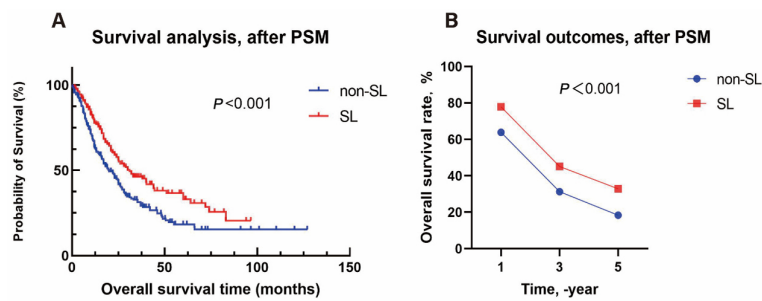 A
Survival analysis, after PSM
Probability of Survival (%)
100
50
0
0
50
100
150
Overall survival time (months)
P<0.001
non-SL
SL
B
Survival outcomes, after PSM
Overall survival rate, %
100
80
60
40
20
0
1
3
5
Time, -year
P<0.001
non-SL
SL